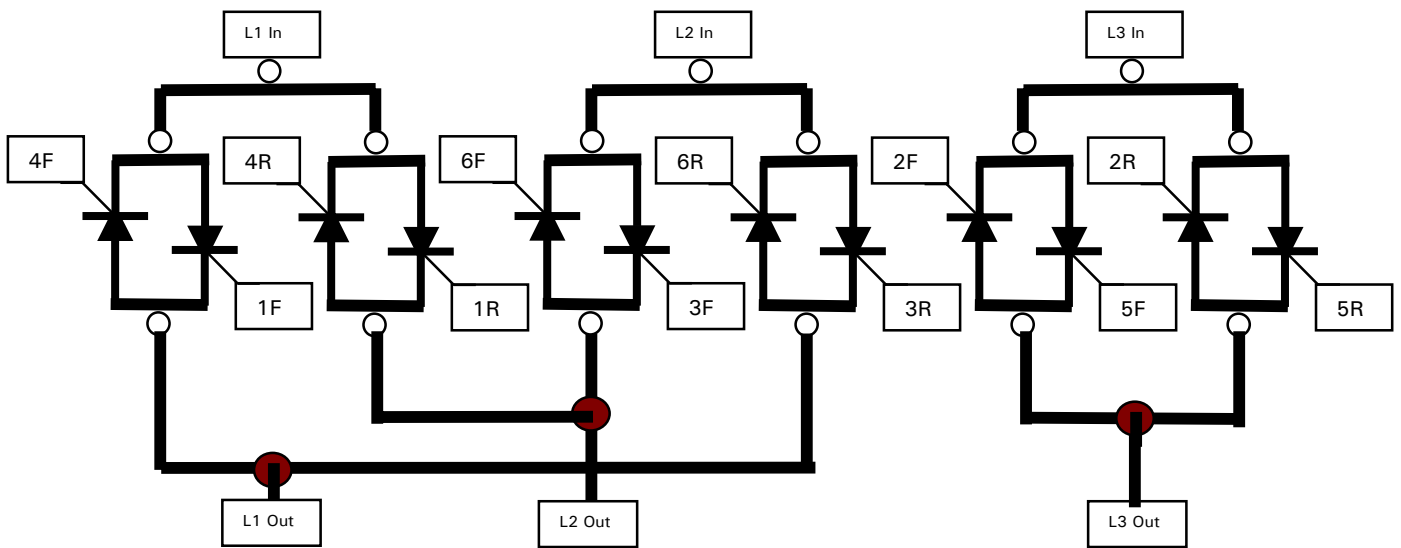 L1 In
L2 In
L3 In
4F
4R
6F
6R
2F
2R
1F
1R
3F
3R
5F
5R
L1 Out
L2 Out
L3 Out